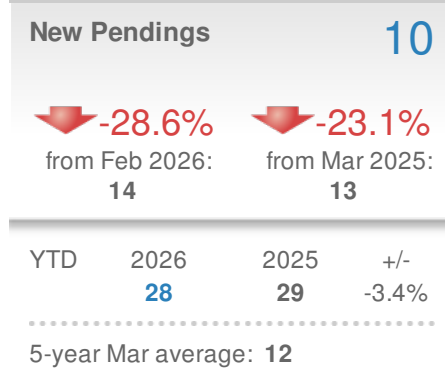 New Pendings 10
-28.6% -23.1%
from Feb 2026: from Mar 2025:
14 13
YTD 2026 2025 +/-
28 29 -3.4%
5-year Mar average: 12